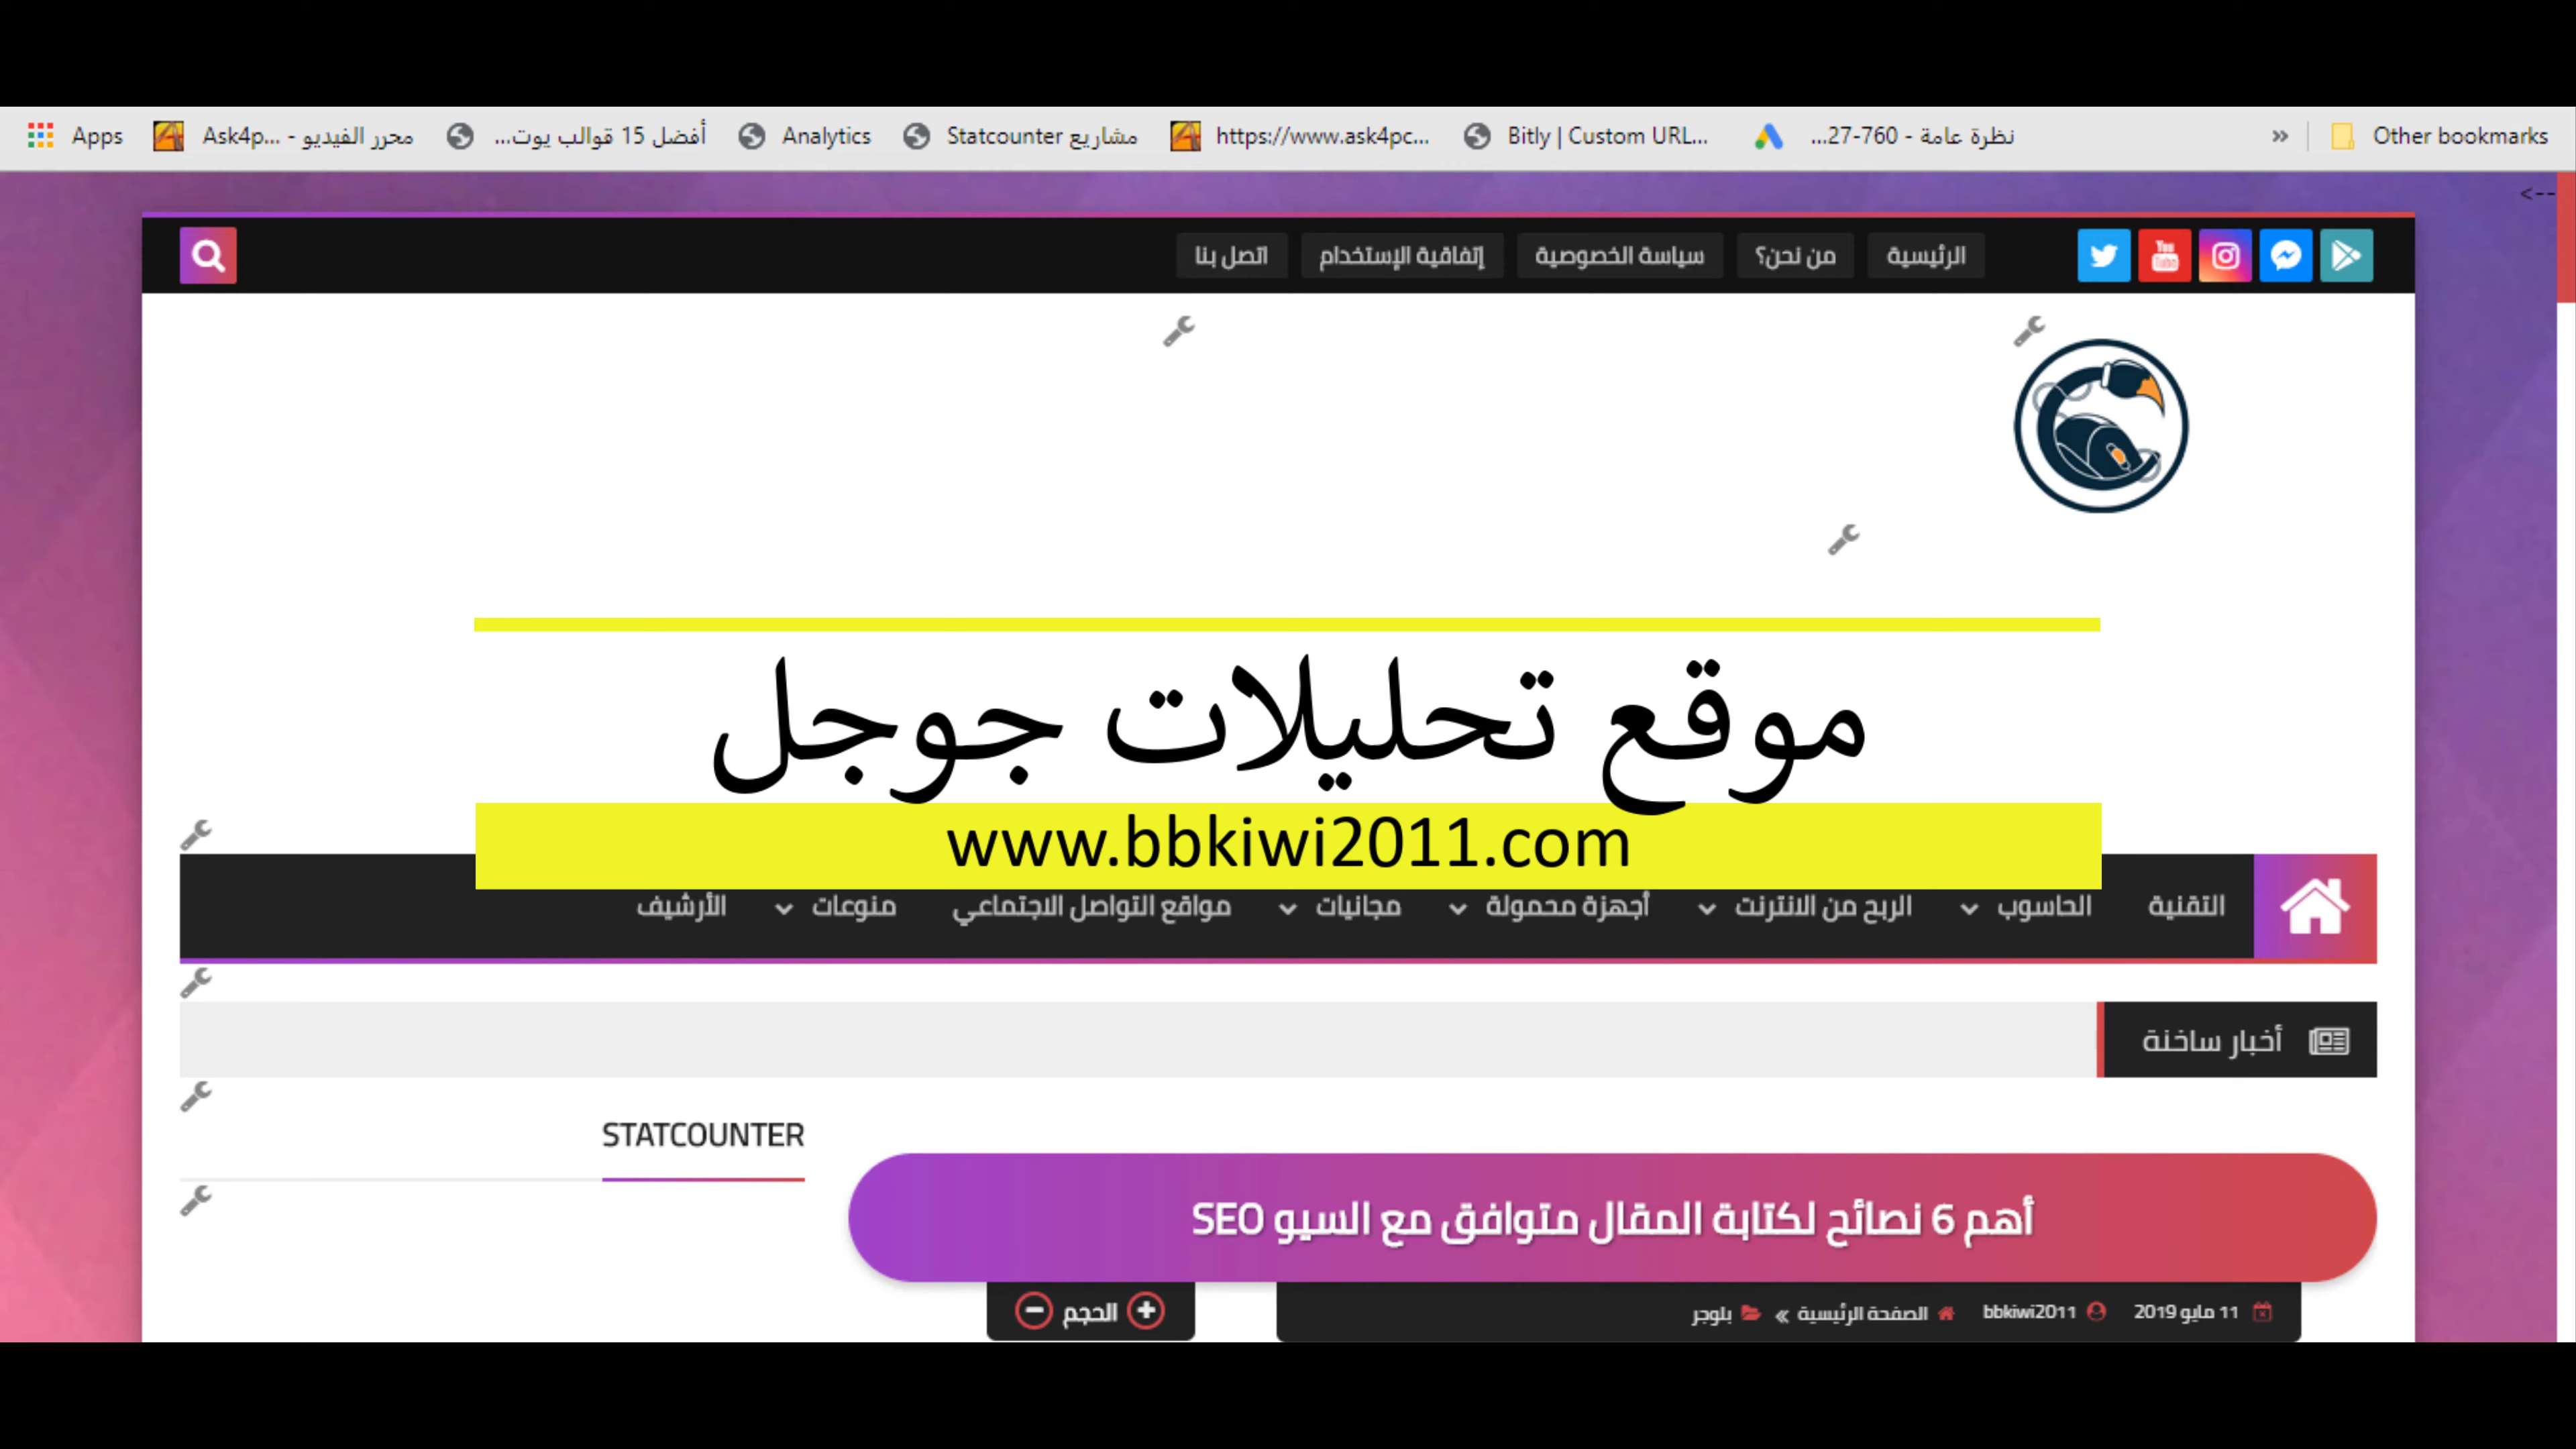 Apps محرر الفيديو - Ask4p... أفضل 15 قوالب يوت... Analytics Statcounter مشاريع https://www.ask4pc... Bitly | Custom URL... نظرة عامة - 760-27... » Other bookmarks
<--
الرئيسية من نحن؟ سياسة الخصوصية إتفاقية الإستخدام اتصل بنا
موقع تحليلات جوجل
www.bbkiwi2011.com
التقنية الحاسوب الربح من الانترنت أجهزة محمولة مجانيات مواقع التواصل الاجتماعي منوعات الأرشيف
أخبار ساخنة
STATCOUNTER
أهم 6 نصائح لكتابة المقال متوافق مع السيو SEO
11 مايو 2019 bbkiwi2011 الصفحة الرئيسية » بلوجر
الحجم